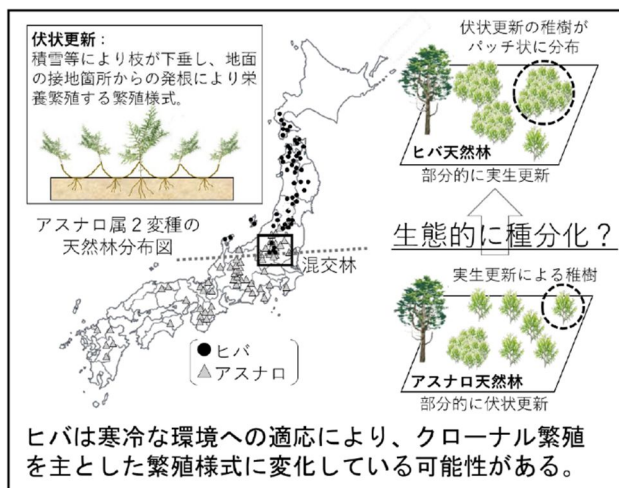 伏状更新：
積雪等により枝が下垂し、地面
の接地箇所からの発根により栄
養繁殖する繁殖様式。
アスナロ属２変種の
天然林分布図
混交林
ヒバ
アスナロ
伏状更新の稚樹が
パッチ状に分布
ヒバ天然林
部分的に実生更新
生態的に種分化？
実生更新による稚樹
アスナロ天然林
部分的に伏状更新
ヒバは寒冷な環境への適応により、クローナル繁殖
を主とした繁殖様式に変化している可能性がある。